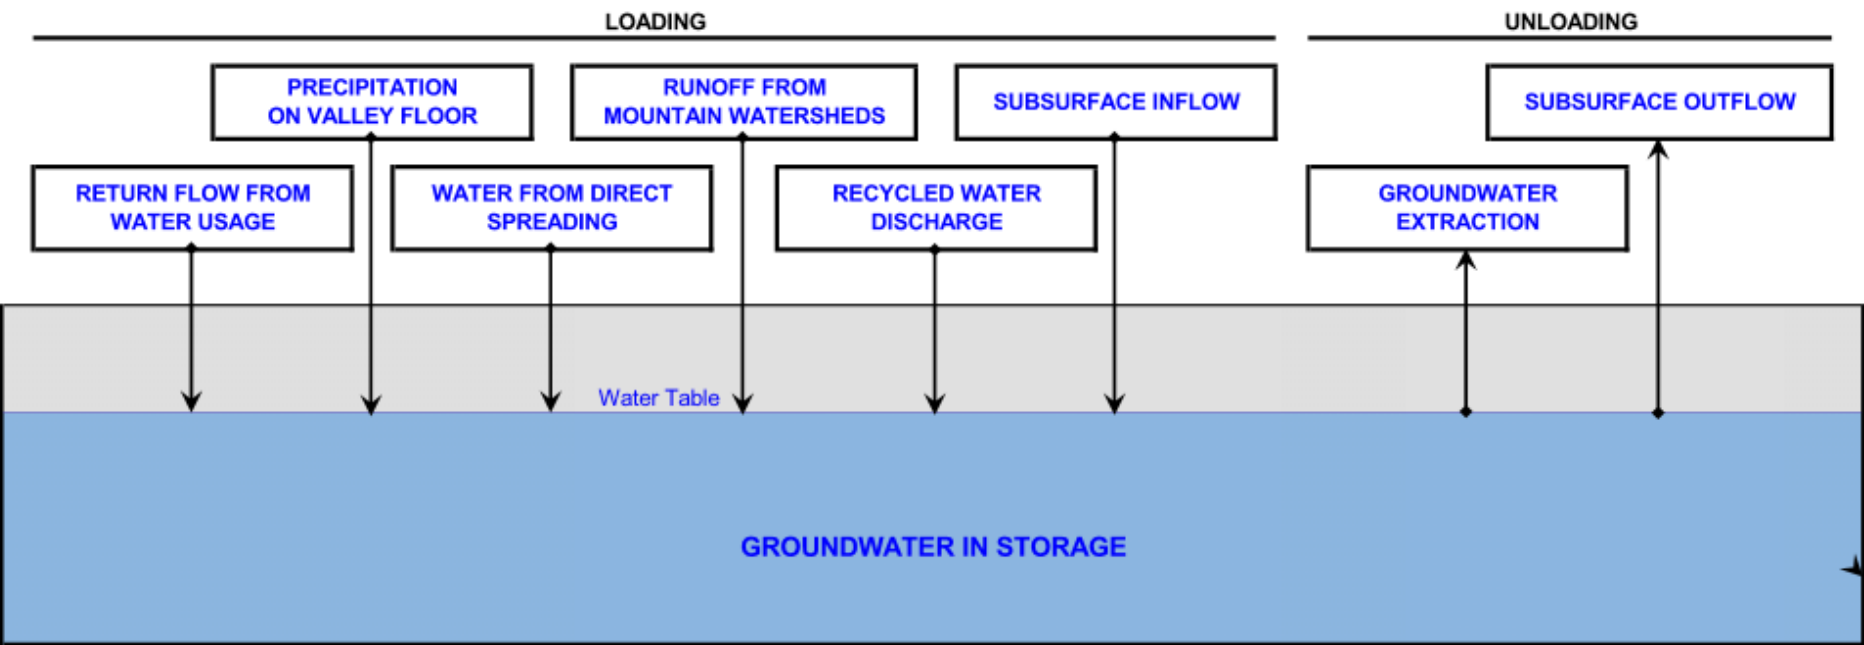 LOADING
UNLOADING
PRECIPITATION
ON VALLEY FLOOR
RUNOFF FROM
MOUNTAIN WATERSHEDS
SUBSURFACE INFLOW
SUBSURFACE OUTFLOW
RETURN FLOW FROM
WATER USAGE
WATER FROM DIRECT
SPREADING
RECYCLED WATER
DISCHARGE
GROUNDWATER
EXTRACTION
Water Table
GROUNDWATER IN STORAGE